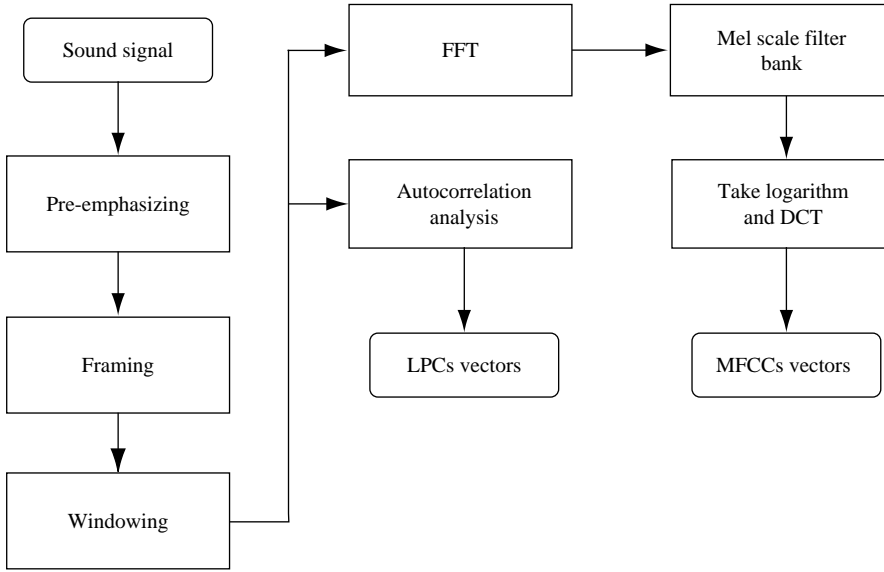 Sound signal
Pre-emphasizing
Framing
Windowing
FFT
Autocorrelation
analysis
LPCs vectors
Mel scale filter
bank
Take logarithm
and DCT
MFCCs vectors